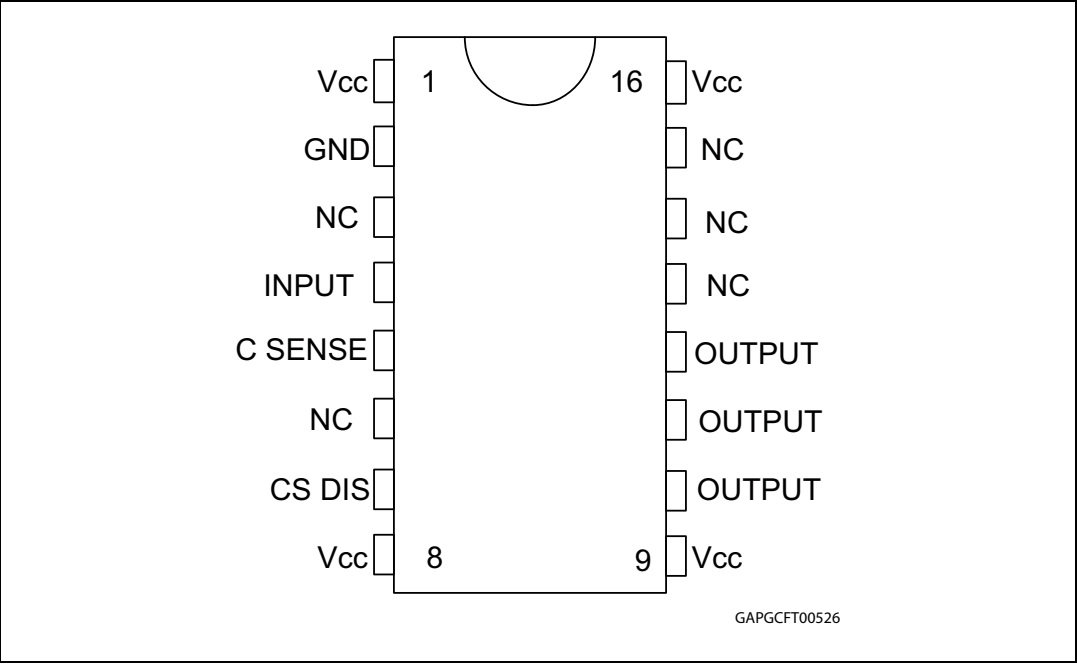 Vcc 1 16 Vcc
GND NC
NC NC
INPUT NC
C SENSE OUTPUT
NC OUTPUT
CS DIS OUTPUT
Vcc 8 9 Vcc
GAPGCFT00526